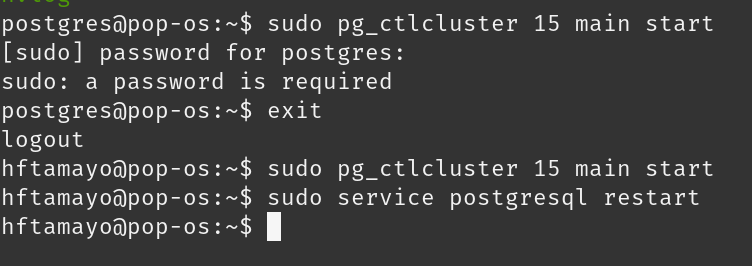 postgres@pop-os:~$ sudo pg_ctlcluster 15 main start
[sudo] password for postgres:
sudo: a password is required
postgres@pop-os:~$ exit
logout
hftamayo@pop-os:~$ sudo pg_ctlcluster 15 main start
hftamayo@pop-os:~$ sudo service postgresql restart
hftamayo@pop-os:~$